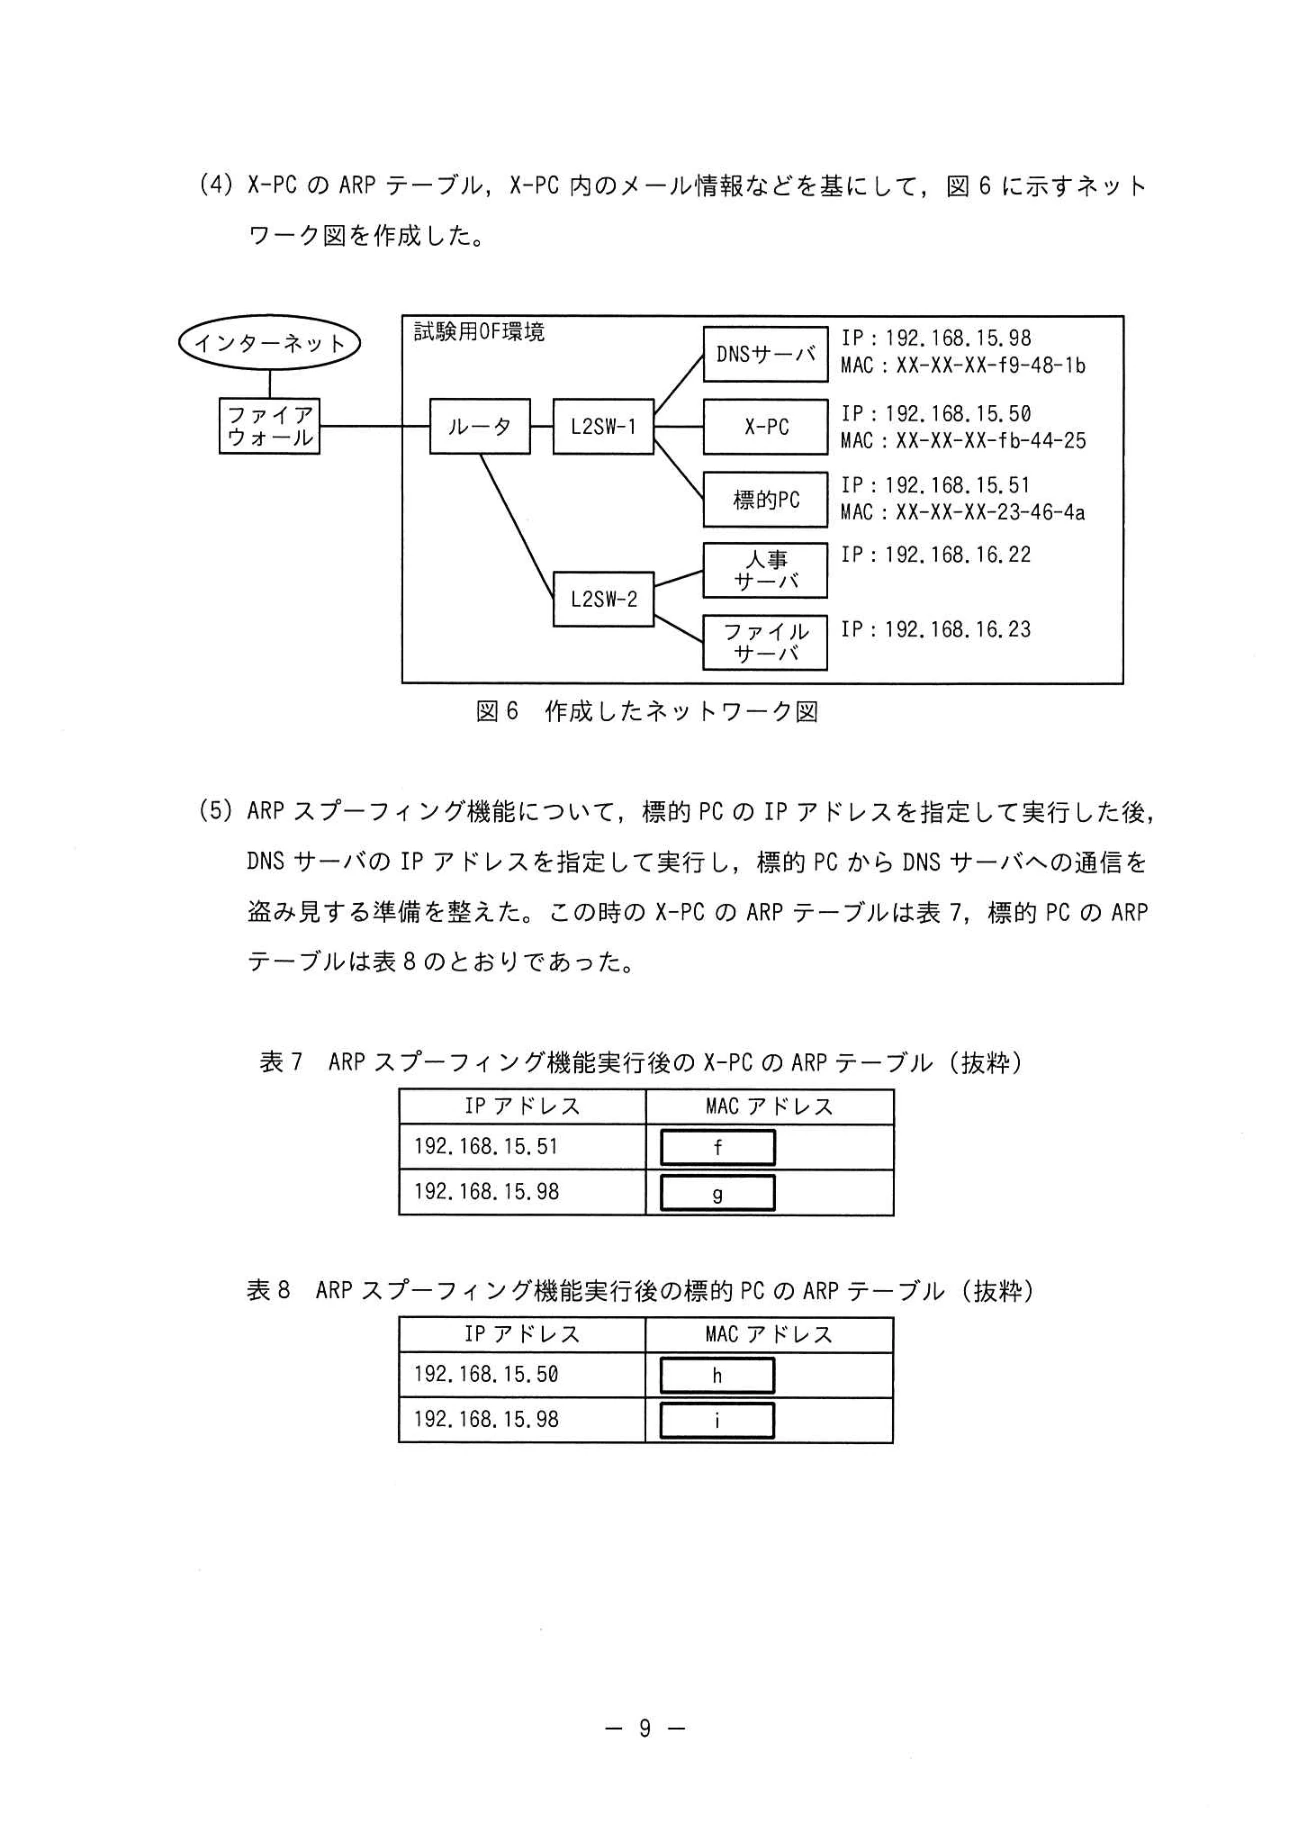 (4) X-PC の ARP テーブル，X-PC 内のメール情報などを基にして，図 6 に示すネット
ワーク図を作成した。
インターネット
ファイア
ウォール
試験用OF環境
ルータ
L2SW-1
L2SW-2
DNSサーバ
IP：192.168.15.98
MAC：XX-XX-XX-f9-48-1b
X-PC
IP：192.168.15.50
MAC：XX-XX-XX-fb-44-25
標的PC
IP：192.168.15.51
MAC：XX-XX-XX-23-46-4a
人事
サーバ
IP：192.168.16.22
ファイル
サーバ
IP：192.168.16.23
図 6　作成したネットワーク図
(5) ARP スプーフィング機能について，標的 PC の IP アドレスを指定して実行した後，
DNS サーバの IP アドレスを指定して実行し，標的 PC から DNS サーバへの通信を
盗み見する準備を整えた。この時の X-PC の ARP テーブルは表 7，標的 PC の ARP
テーブルは表 8 のとおりであった。
表 7　ARP スプーフィング機能実行後の X-PC の ARP テーブル（抜粋）
IP アドレス　MAC アドレス
192.168.15.51　f
192.168.15.98　g
表 8　ARP スプーフィング機能実行後の標的 PC の ARP テーブル（抜粋）
IP アドレス　MAC アドレス
192.168.15.50　h
192.168.15.98　i
－ 9 －